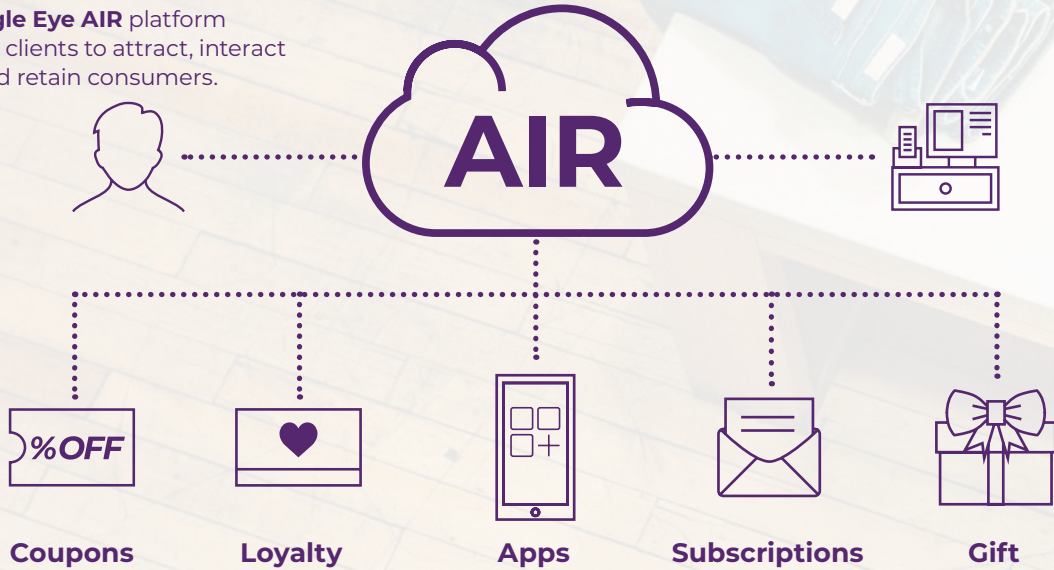 gle Eye AIR platform
clients to attract, interact
d retain consumers.
AIR
%OFF
Coupons
Loyalty
Apps
Subscriptions
Gift